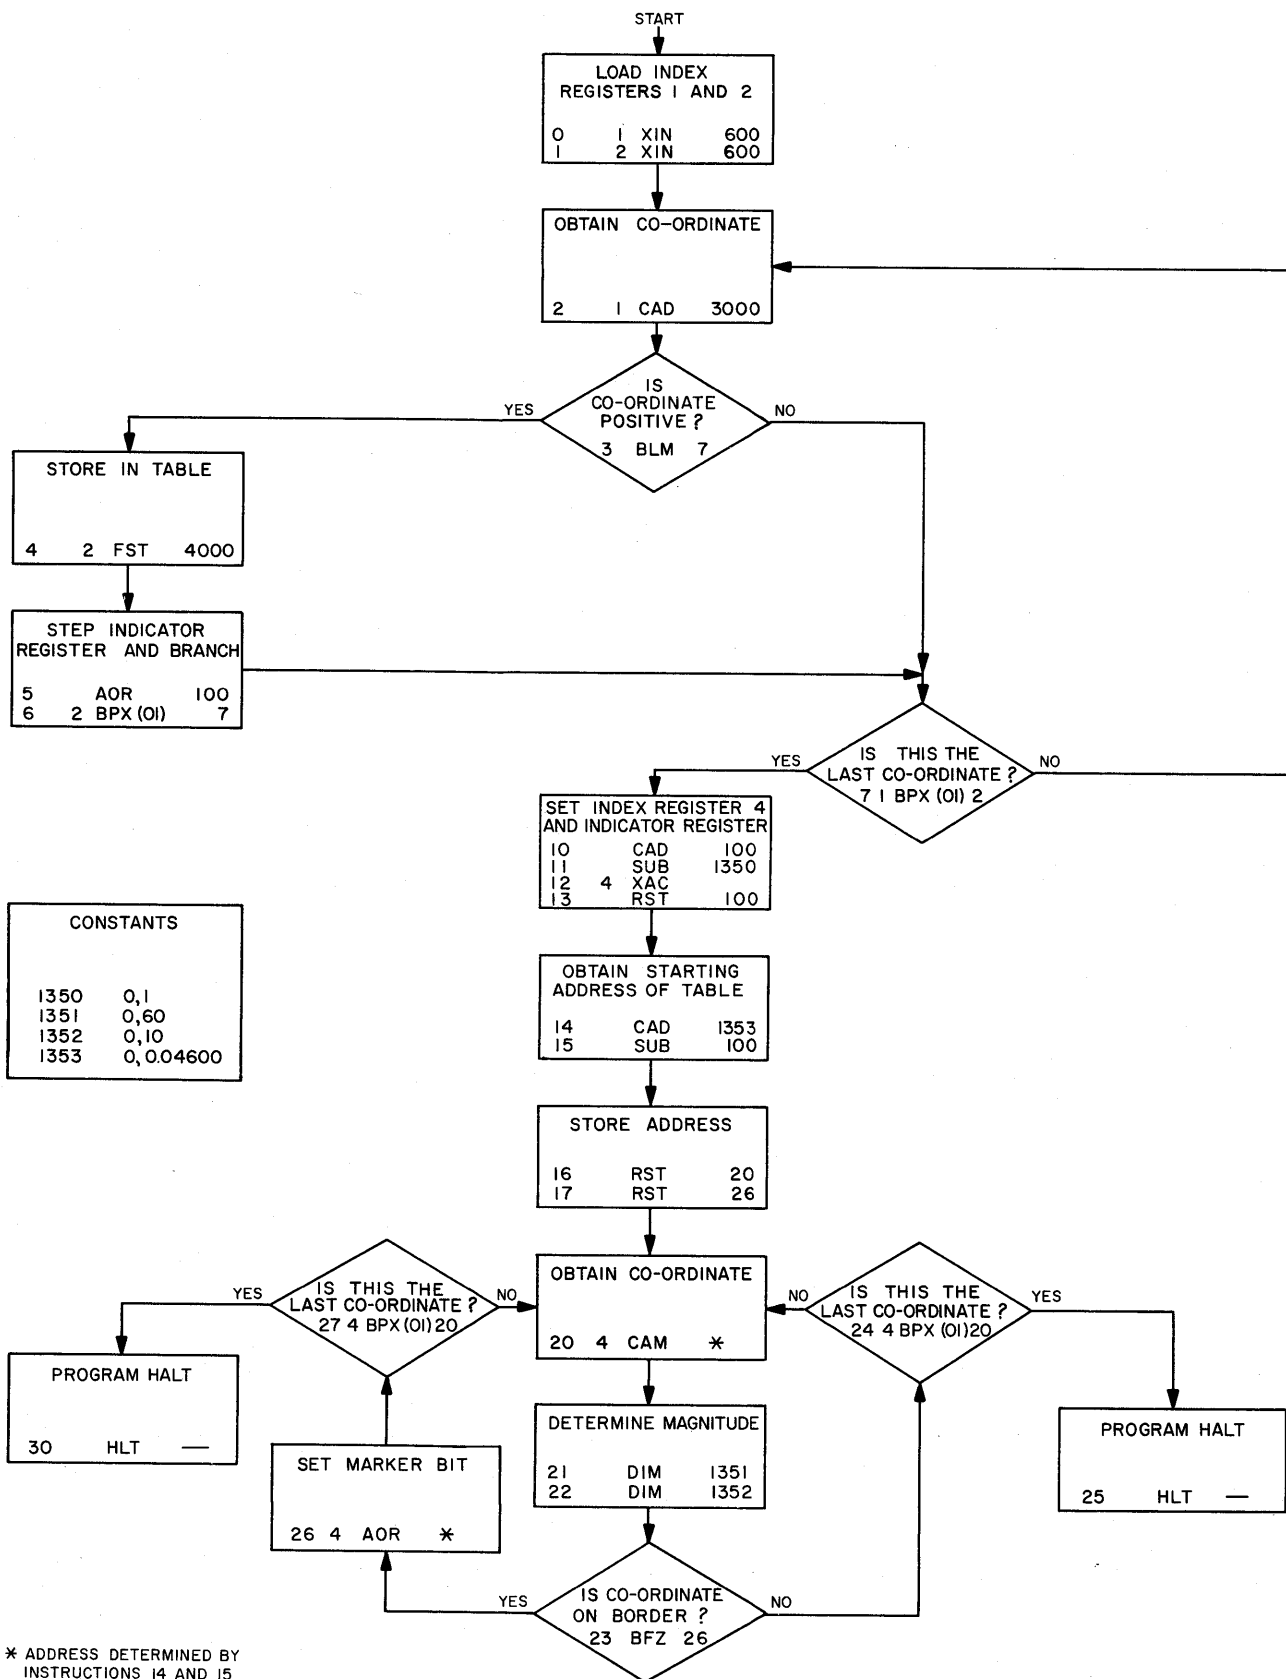 START
LOAD INDEX
REGISTERS 1 AND 2
0 1 XIN 600
1 2 XIN 600
OBTAIN CO-ORDINATE
2 1 CAD 3000
IS
CO-ORDINATE
POSITIVE?
3 BLM 7
YES
NO
STORE IN TABLE
4 2 FST 4000
STEP INDICATOR
REGISTER AND BRANCH
5 AOR 100
6 2 BPX (01) 7
IS THIS THE
LAST CO-ORDINATE?
7 1 BPX (01) 2
YES
NO
SET INDEX REGISTER 4
AND INDICATOR REGISTER
10 CAD 100
11 SUB 1350
12 4 XAC
13 RST 100
CONSTANTS
1350 0,1
1351 0,60
1352 0,10
1353 0,0.04600
OBTAIN STARTING
ADDRESS OF TABLE
14 CAD 1353
15 SUB 100
STORE ADDRESS
16 RST 20
17 RST 26
IS THIS THE
LAST CO-ORDINATE?
27 4 BPX (01) 20
YES
NO
OBTAIN CO-ORDINATE
20 4 CAM *
IS THIS THE
LAST CO-ORDINATE?
24 4 BPX (01) 20
NO
YES
PROGRAM HALT
30 HLT —
SET MARKER BIT
26 4 AOR *
DETERMINE MAGNITUDE
21 DIM 1351
22 DIM 1352
PROGRAM HALT
25 HLT —
IS CO-ORDINATE
ON BORDER?
23 BFZ 26
YES
NO
* ADDRESS DETERMINED BY
INSTRUCTIONS 14 AND 15